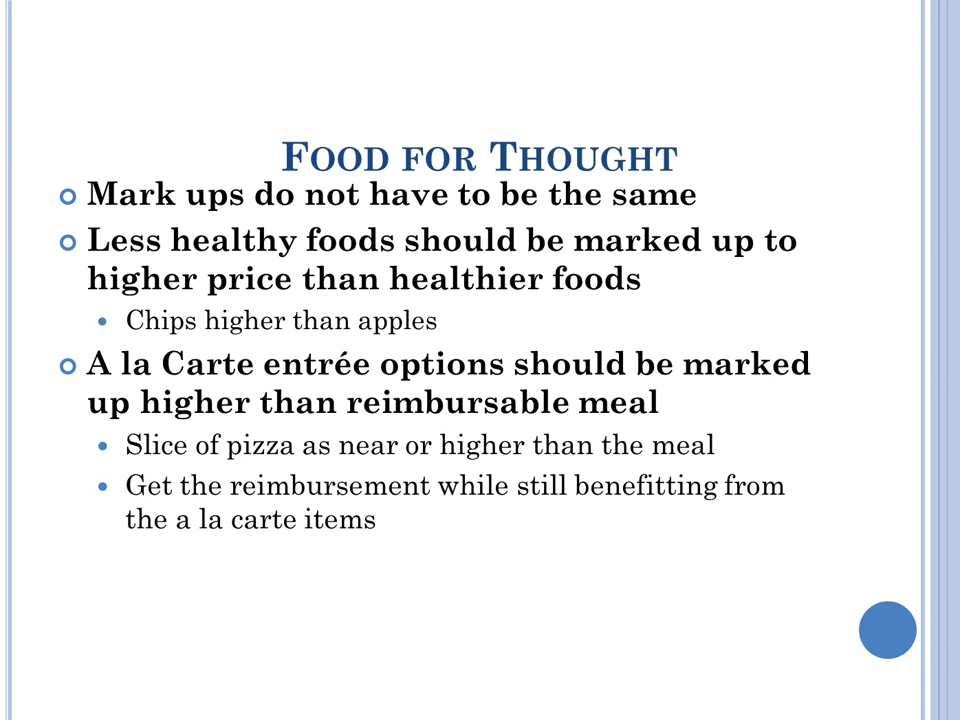 FOOD FOR THOUGHT
Mark ups do not have to be the same
Less healthy foods should be marked up to
higher price than healthier foods
Chips higher than apples
A la Carte entrée options should be marked
up higher than reimbursable meal
Slice of pizza as near or higher than the meal
Get the reimbursement while still benefitting from
the a la carte items